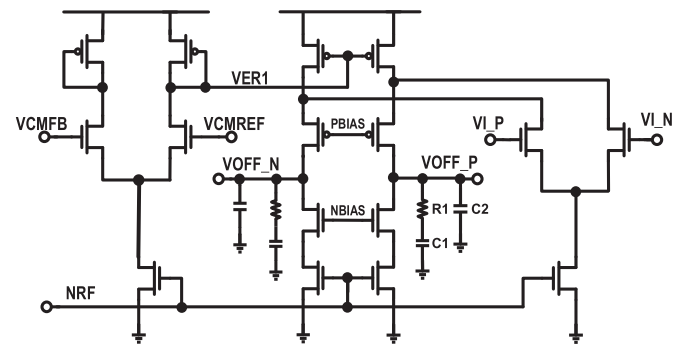 VER1
VCMFB
VCMREF
PBIAS
VI_P
VI_N
VOFF_N
VOFF_P
NBIAS
R1
C2
C1
NRF